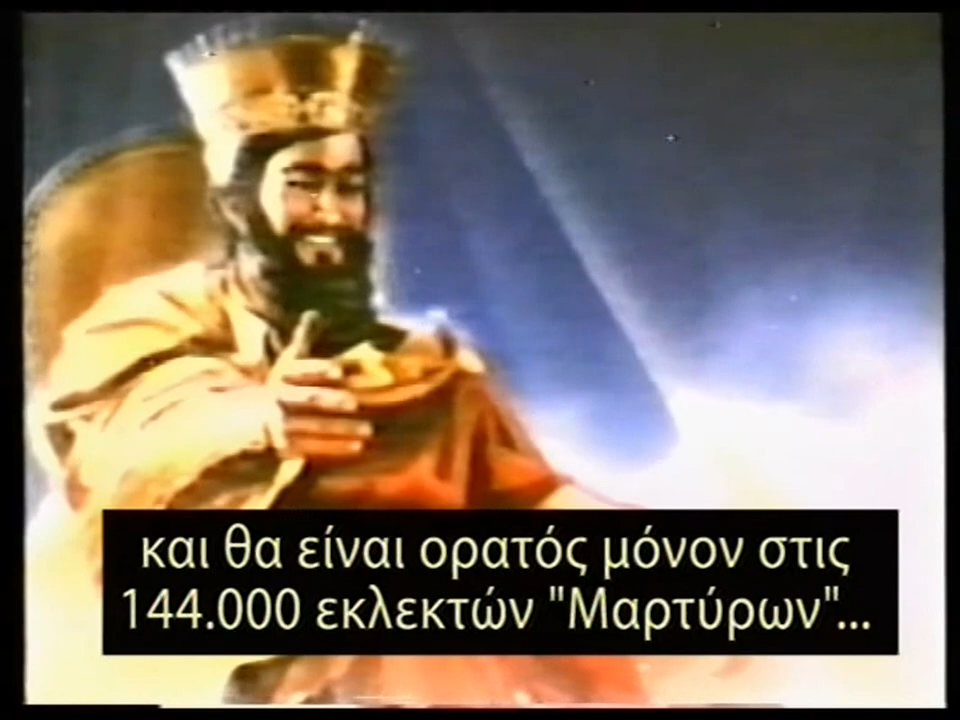 και θα είναι ορατός μόνον στις
144.000 εκλεκτών "Μαρτύρων"...